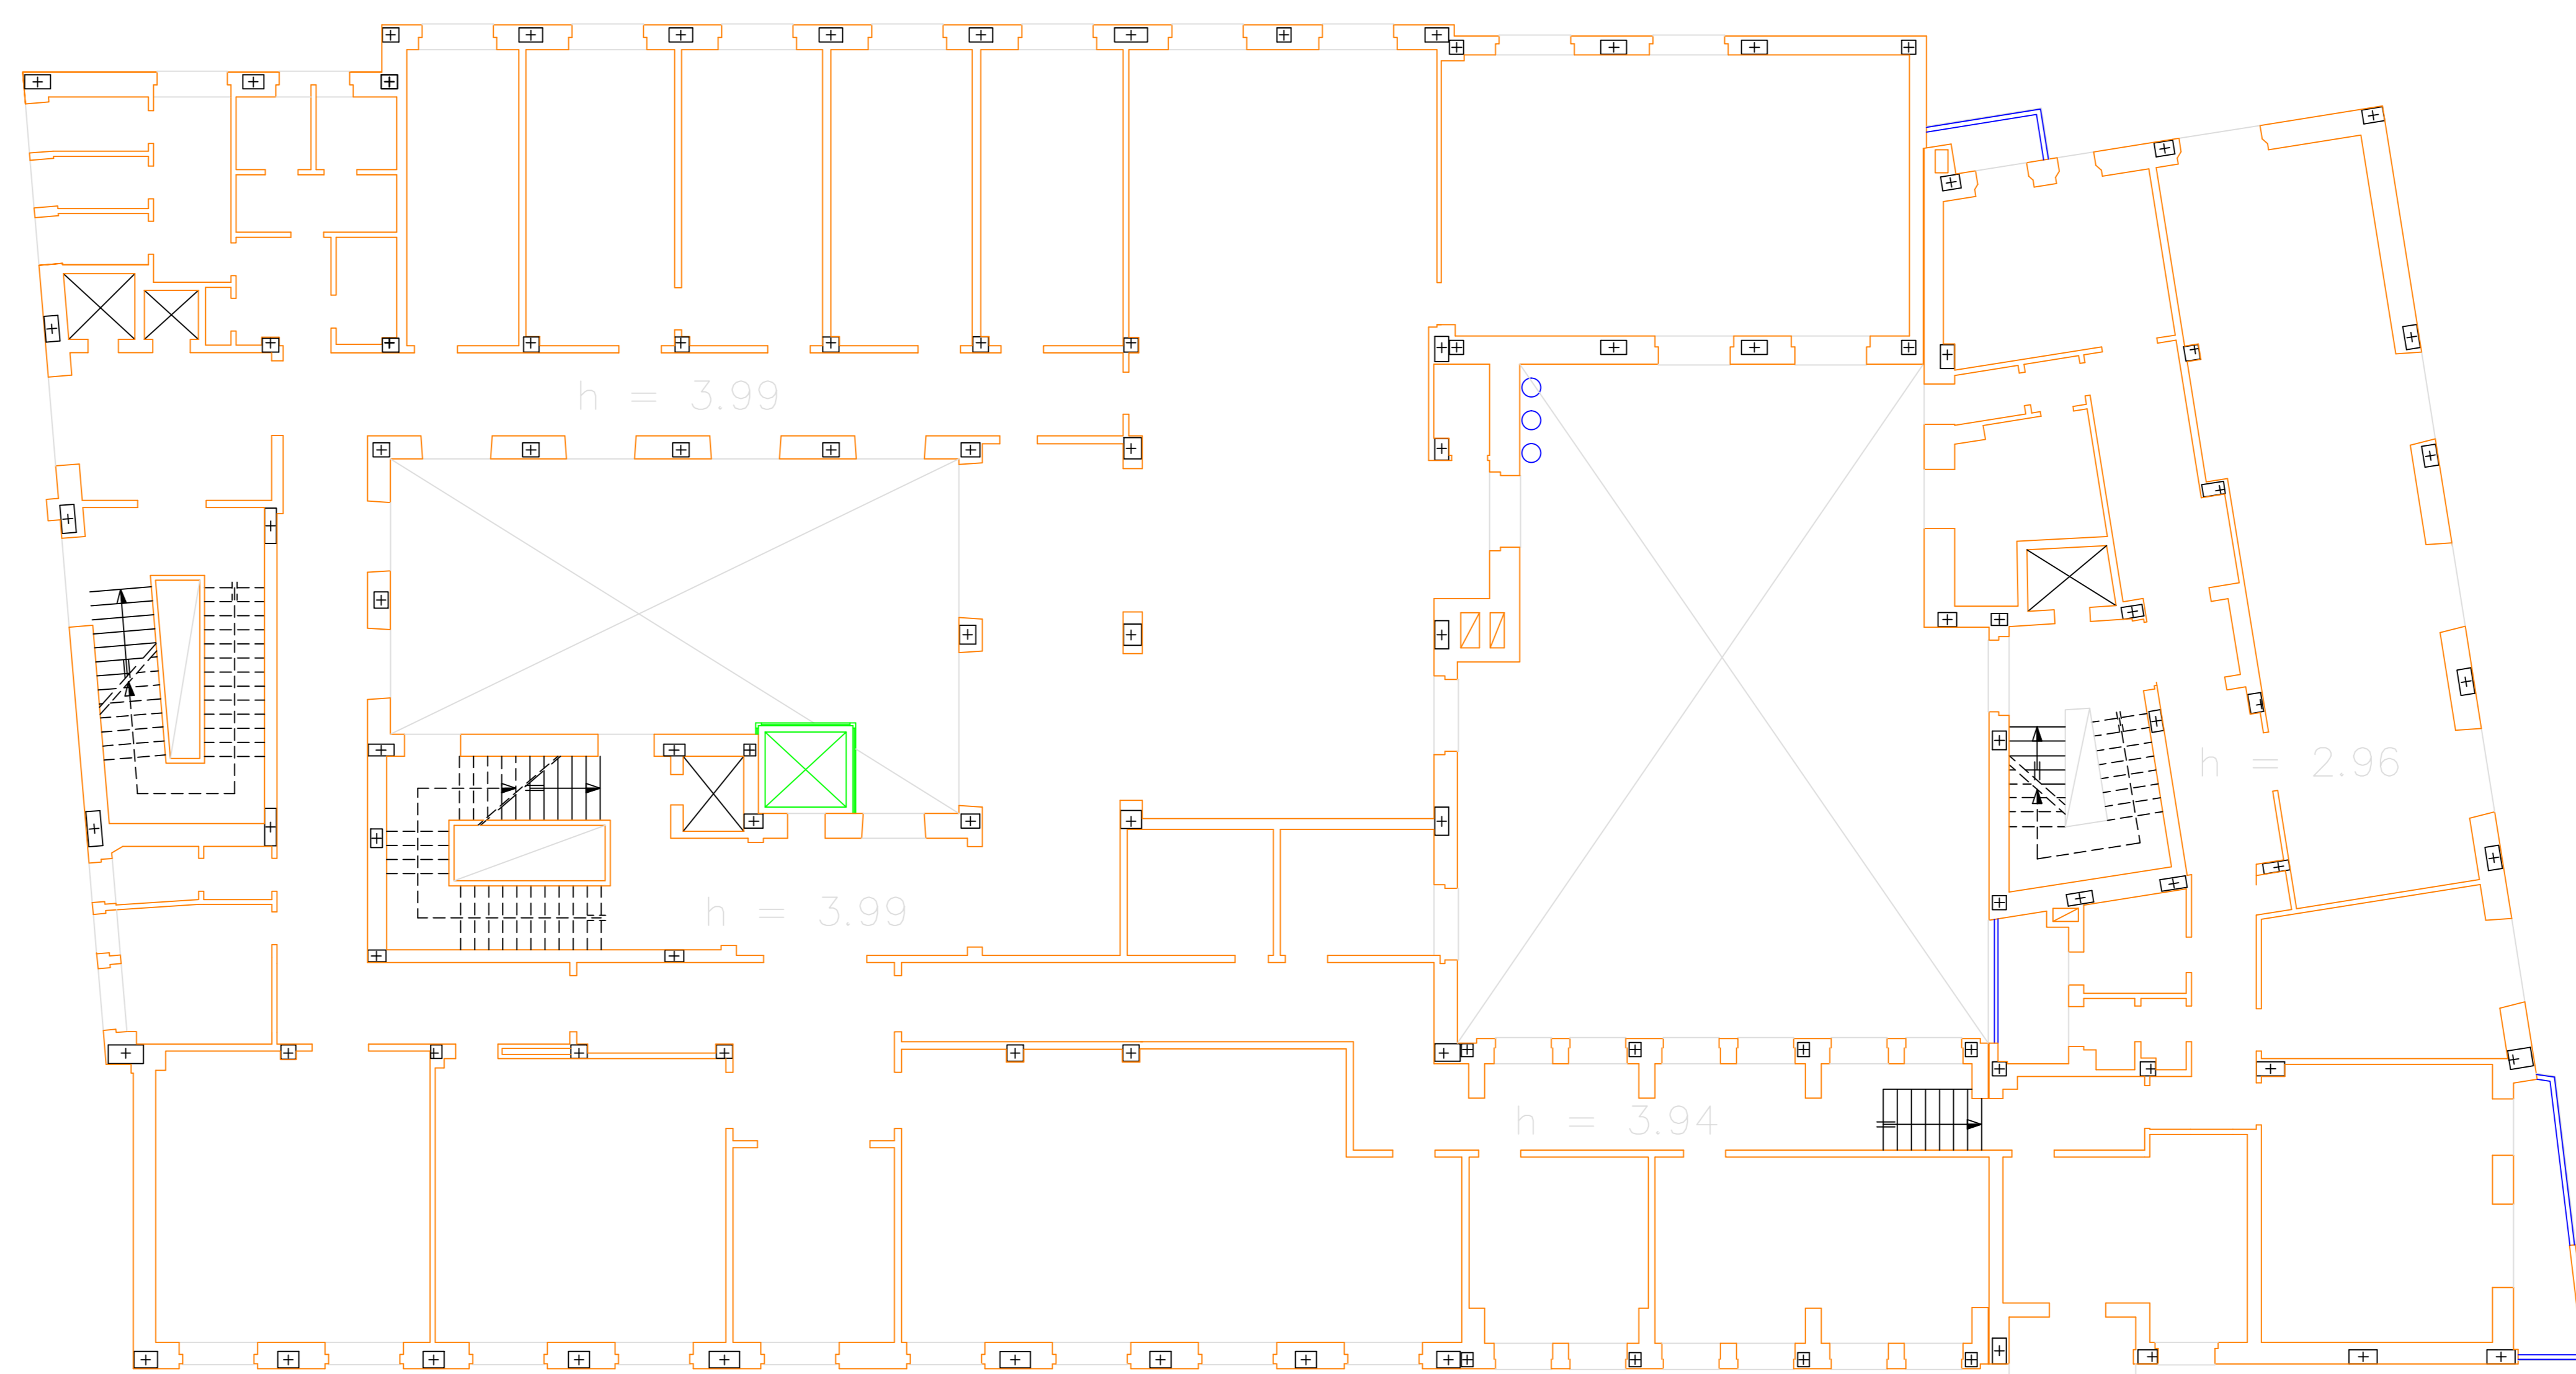 h = 3.99
h = 2.96
h = 3.99
h = 3.94